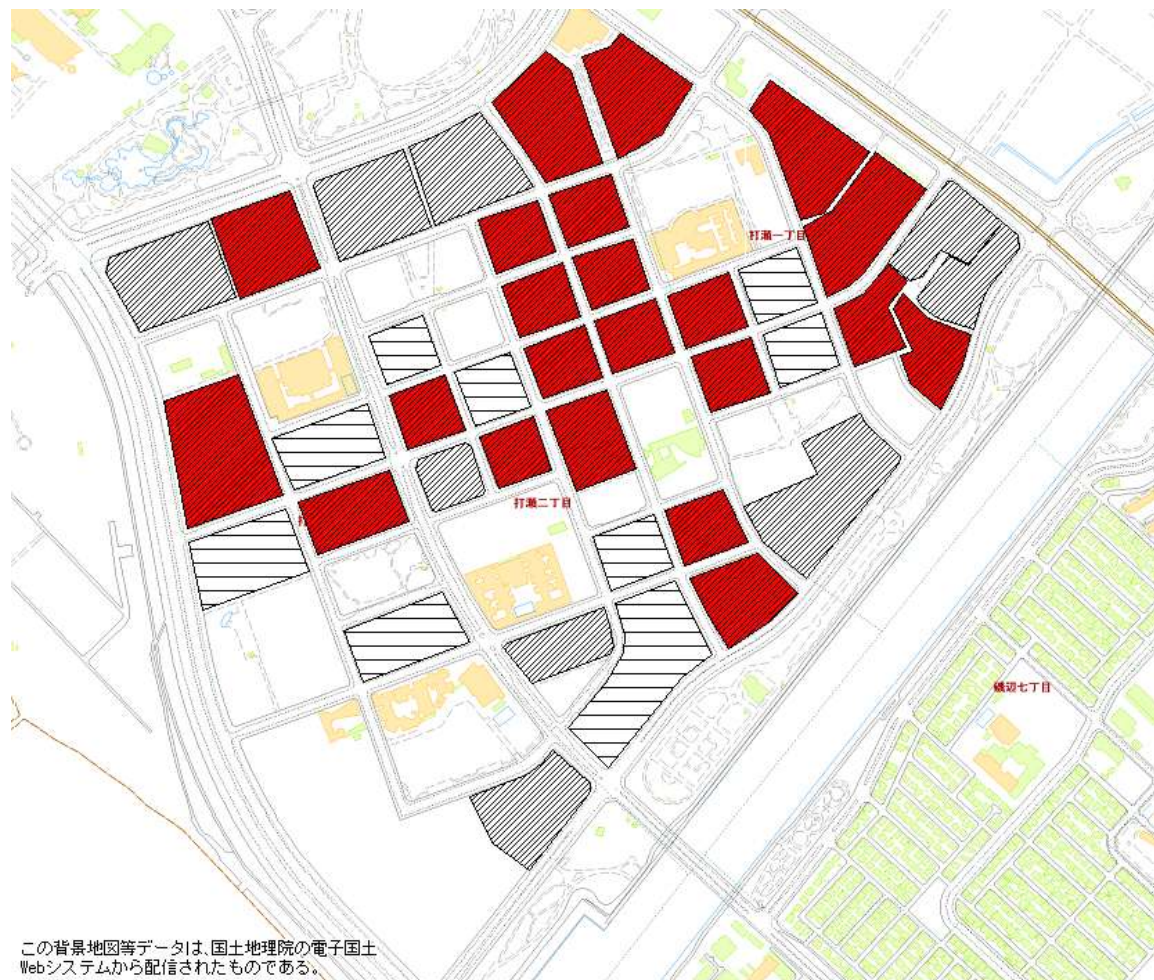 打瀬一丁目
打瀬二丁目
打
磯辺七丁目
この背景地図等データは、国土地理院の電子国土
Webシステムから配信されたものである。